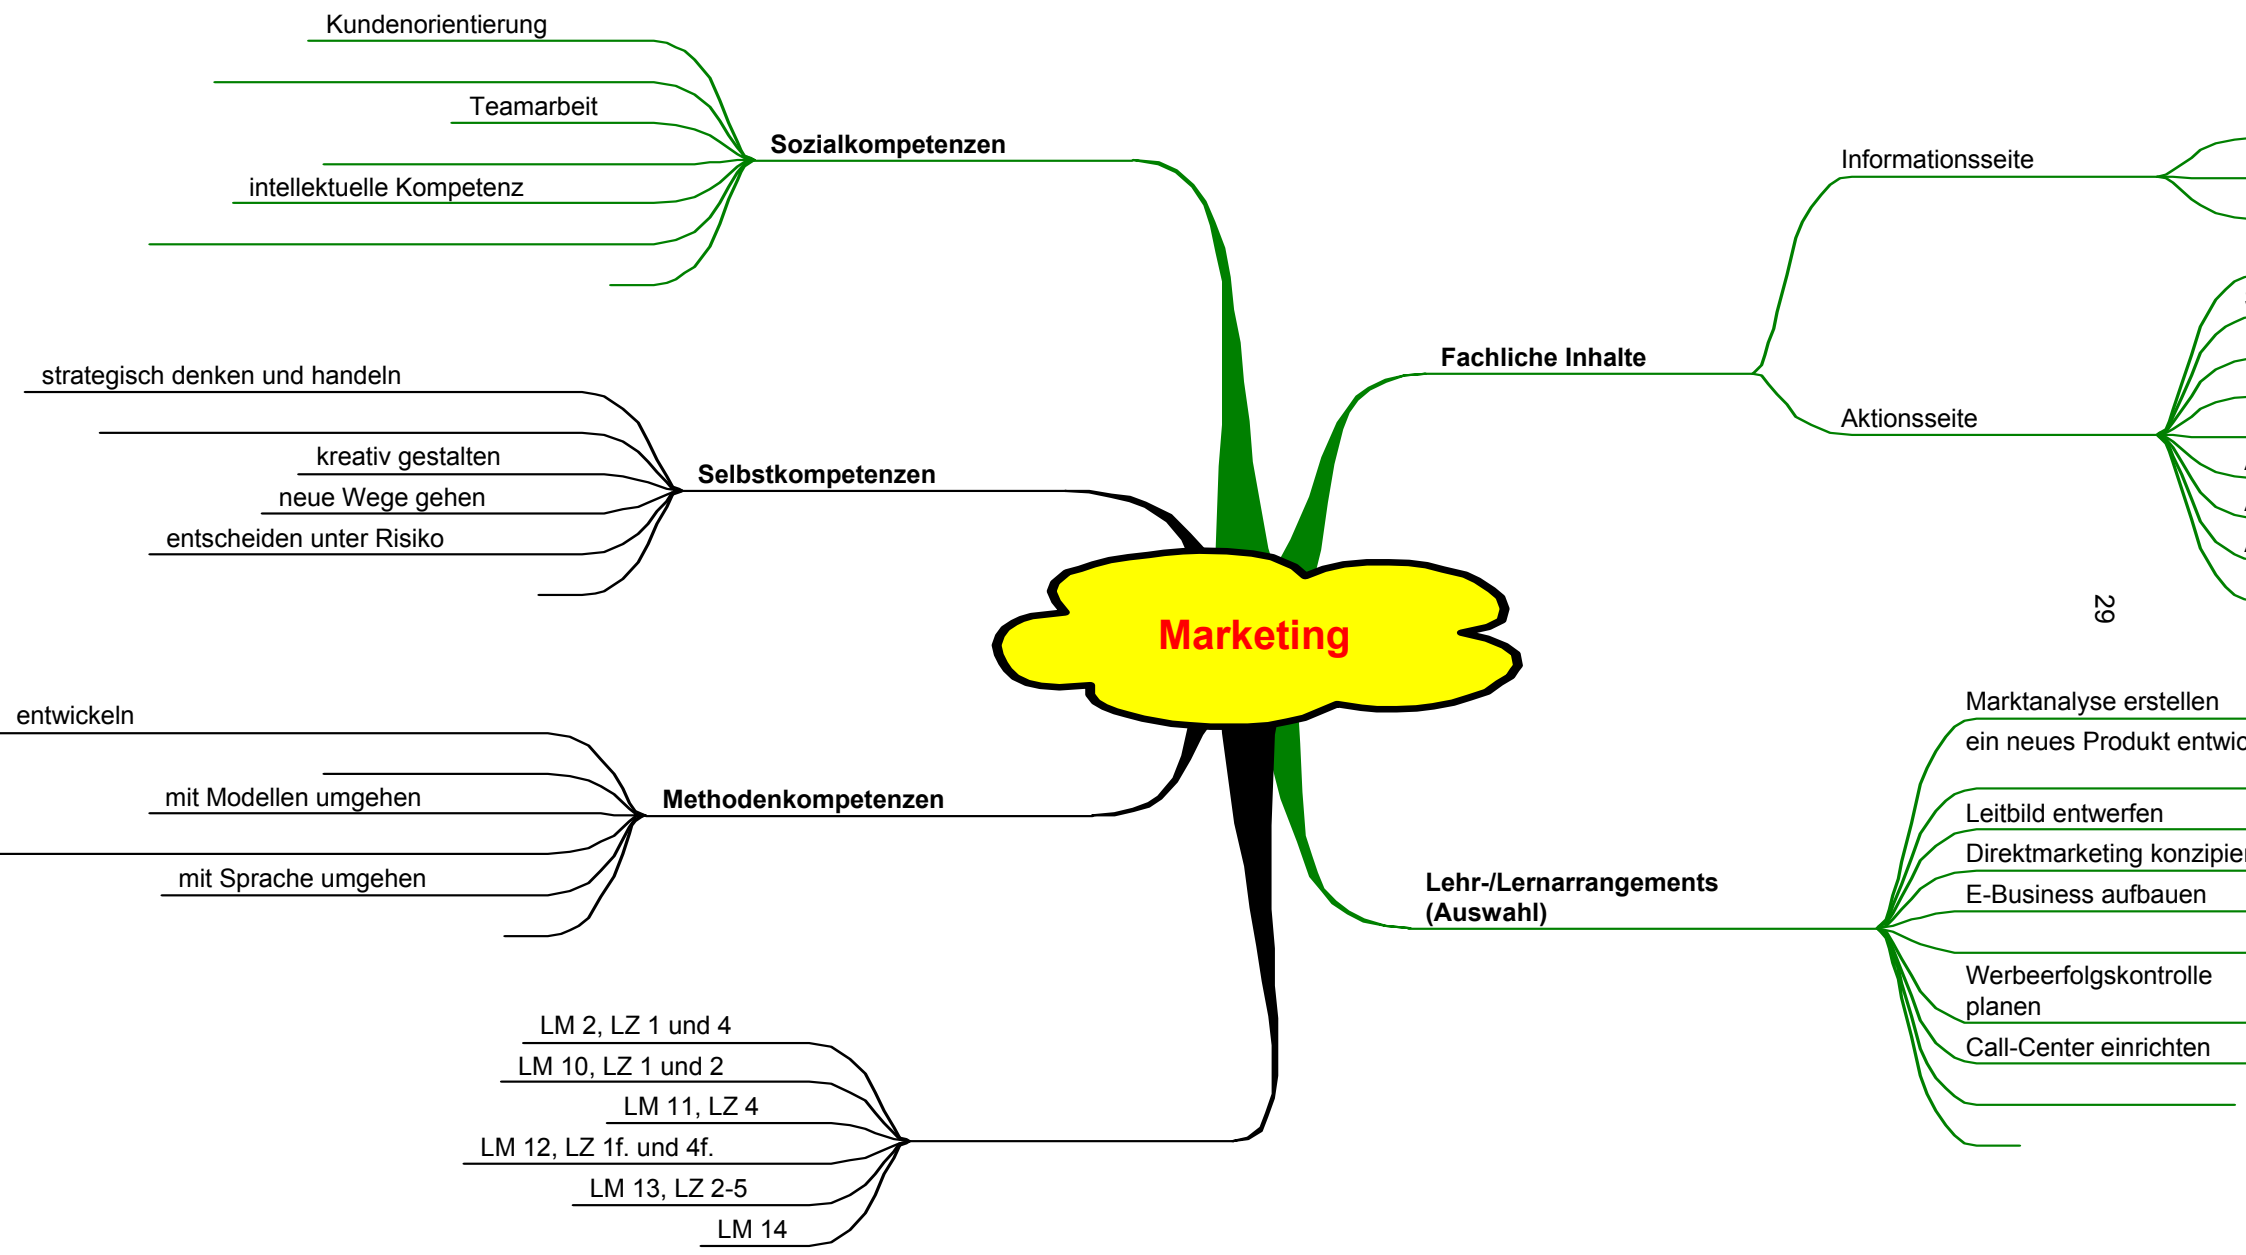 Kundenorientierung
Teamarbeit
Sozialkompetenzen
intellektuelle Kompetenz
strategisch denken und handeln
kreativ gestalten
Selbstkompetenzen
neue Wege gehen
entscheiden unter Risiko
entwickeln
mit Modellen umgehen
Methodenkompetenzen
mit Sprache umgehen
LM 2, LZ 1 und 4
LM 10, LZ 1 und 2
LM 11, LZ 4
LM 12, LZ 1f. und 4f.
LM 13, LZ 2-5
LM 14
Marketing
Informationsseite
Fachliche Inhalte
Aktionsseite
29
Marktanalyse erstellen
ein neues Produkt
Leitbild entwerfen
Direktmarketing
E-Business aufbauen
Lehr-/Lernarrangements
(Auswahl)
Werbeerfolgskontrolle
planen
Call-Center einrichten